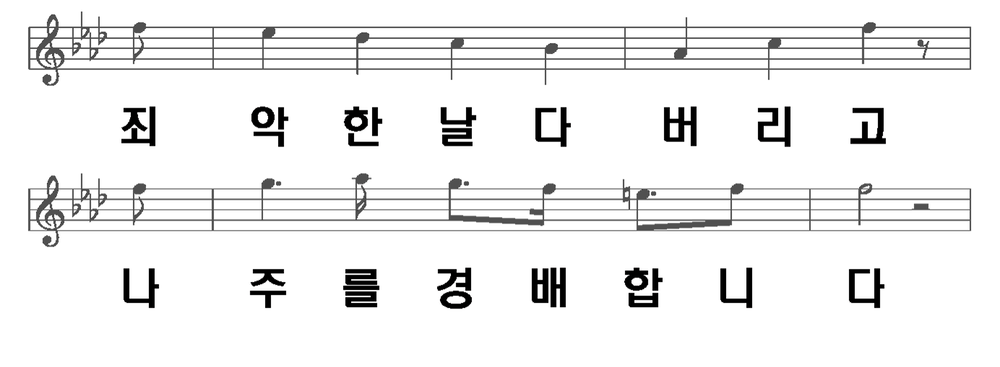 죄 악 한 날 다 버 리 고
나 주 를 경 배 합 니 다